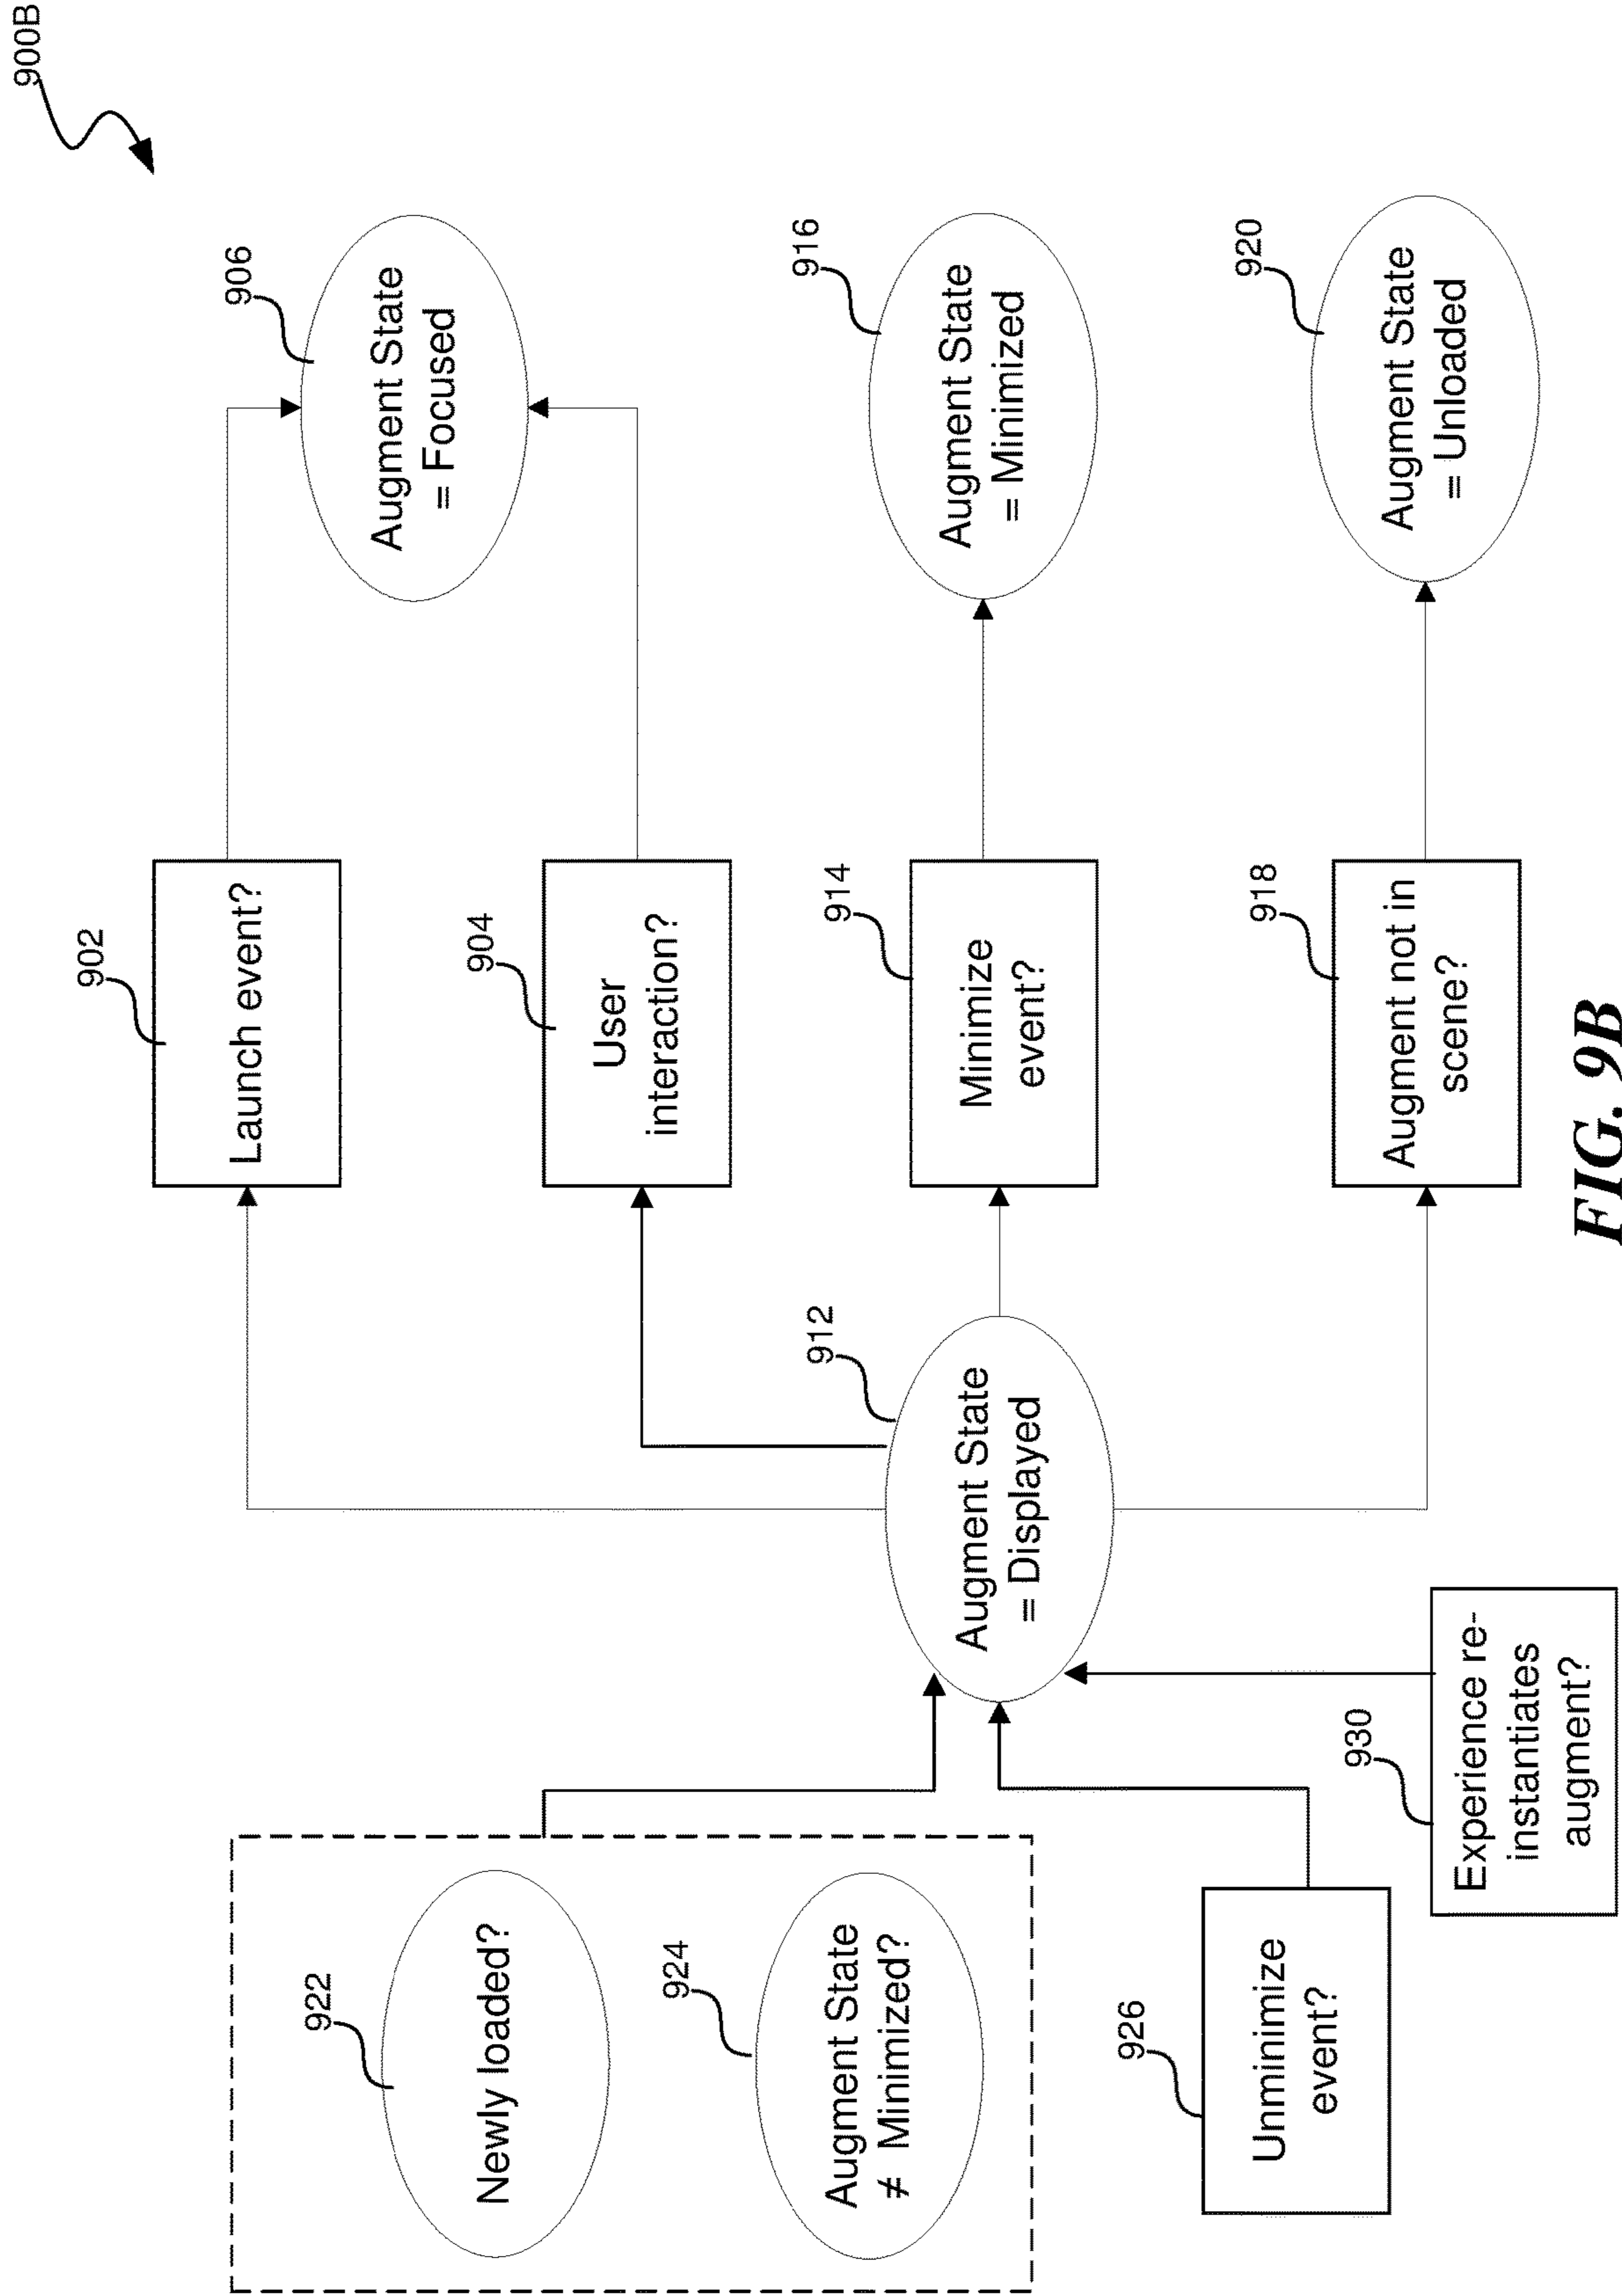 900B
922
Newly loaded?
924
Augment State
≠ Minimized?
926
Unminimize
event?
930
Experience re-
instantiates
augment?
912
Augment State
= Displayed
902
Launch event?
904
User
interaction?
914
Minimize
event?
918
Augment not in
scene?
906
Augment State
= Focused
916
Augment State
= Minimized
920
Augment State
= Unloaded
FIG. 9B